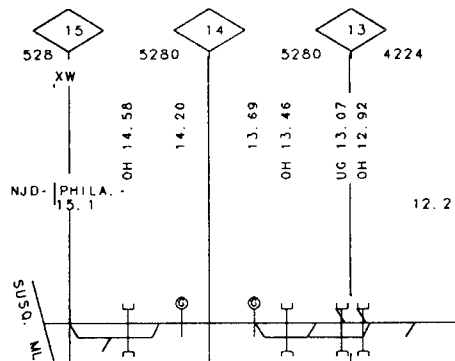 15 14 13
528 5280 5280 4224
XW
OH 14.58
14.20
13.69
OH 13.46
UG 13.07
OH 12.92
NJD- PHILA. -
15.1
12.2
G G
SUSQ. ML